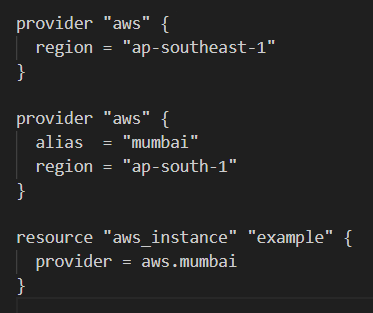 provider "aws" {
  region = "ap-southeast-1"
}

provider "aws" {
  alias  = "mumbai"
  region = "ap-south-1"
}

resource "aws_instance" "example" {
  provider = aws.mumbai
}